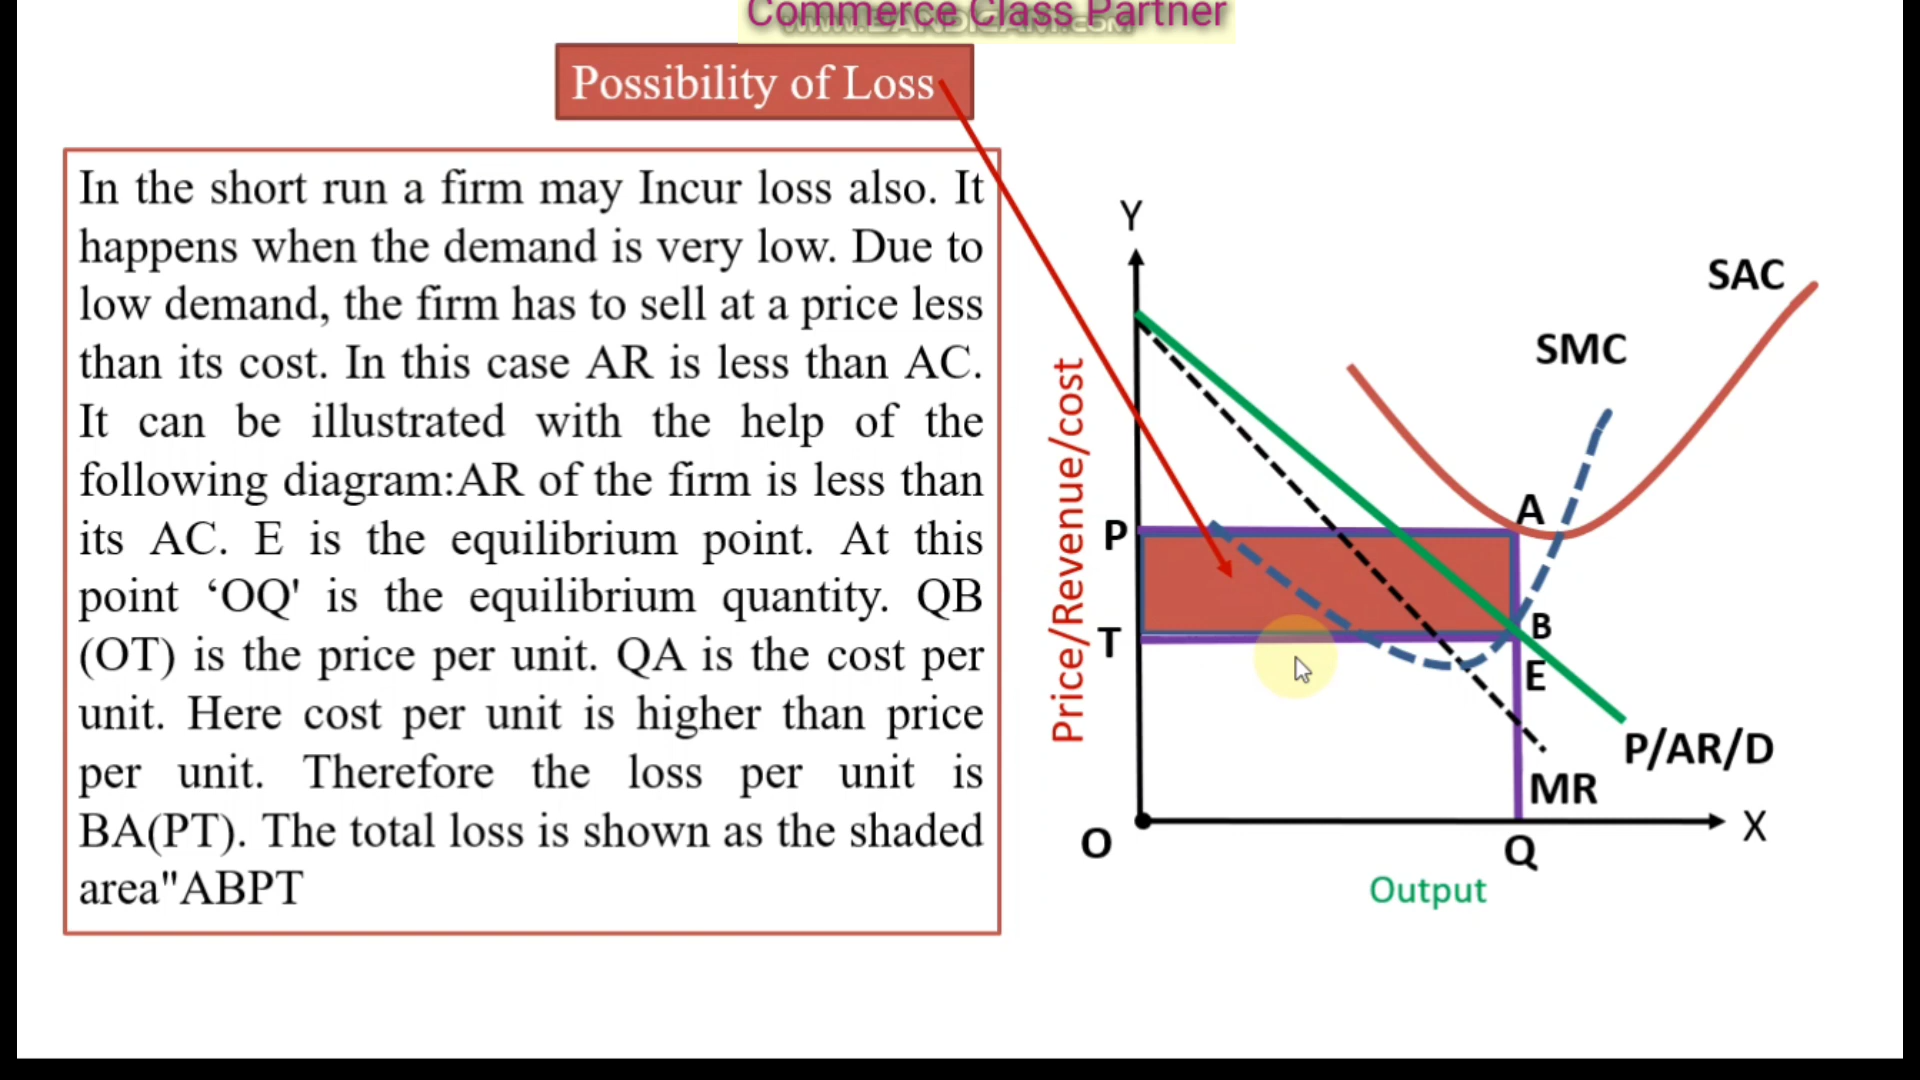 Commerce Class Partner
www.BANDICAM.com
Possibility of Loss
In the short run a firm may Incur loss also. It
happens when the demand is very low. Due to
low demand, the firm has to sell at a price less
than its cost. In this case AR is less than AC.
It can be illustrated with the help of the
following diagram:AR of the firm is less than
its AC. E is the equilibrium point. At this
point ‘OQ' is the equilibrium quantity. QB
(OT) is the price per unit. QA is the cost per
unit. Here cost per unit is higher than price
per unit. Therefore the loss per unit is
BA(PT). The total loss is shown as the shaded
area"ABPT
Y
SAC
SMC
Price/Revenue/cost
A
P
B
T
E
P/AR/D
MR
X
O
Q
Output